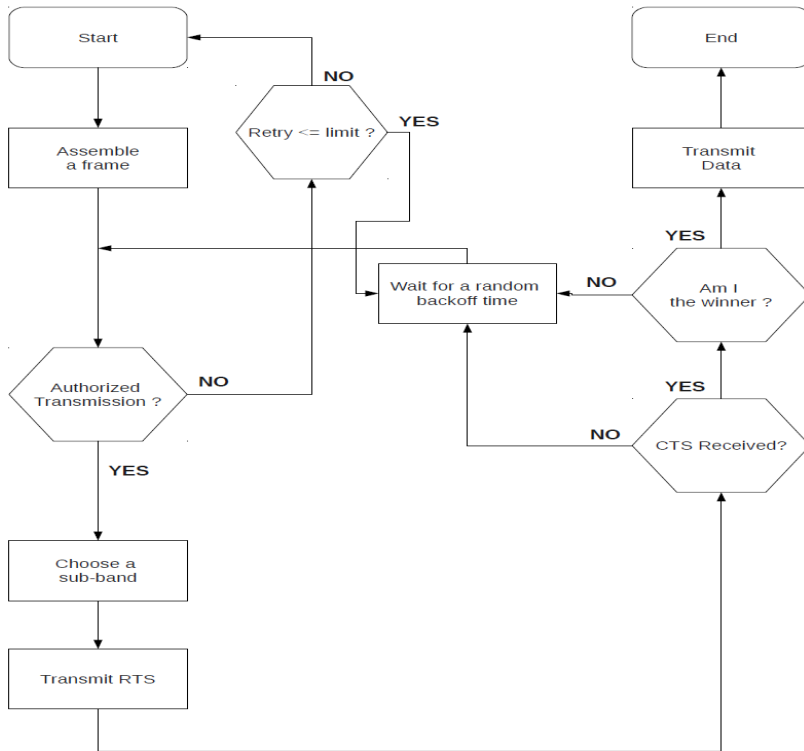 Start
End
NO
Retry <= limit ?
YES
Assemble
a frame
Transmit
Data
YES
Wait for a random
backoff time
NO
Am I
the winner ?
Authorized
Transmission ?
NO
YES
NO
CTS Received?
YES
Choose a
sub-band
Transmit RTS